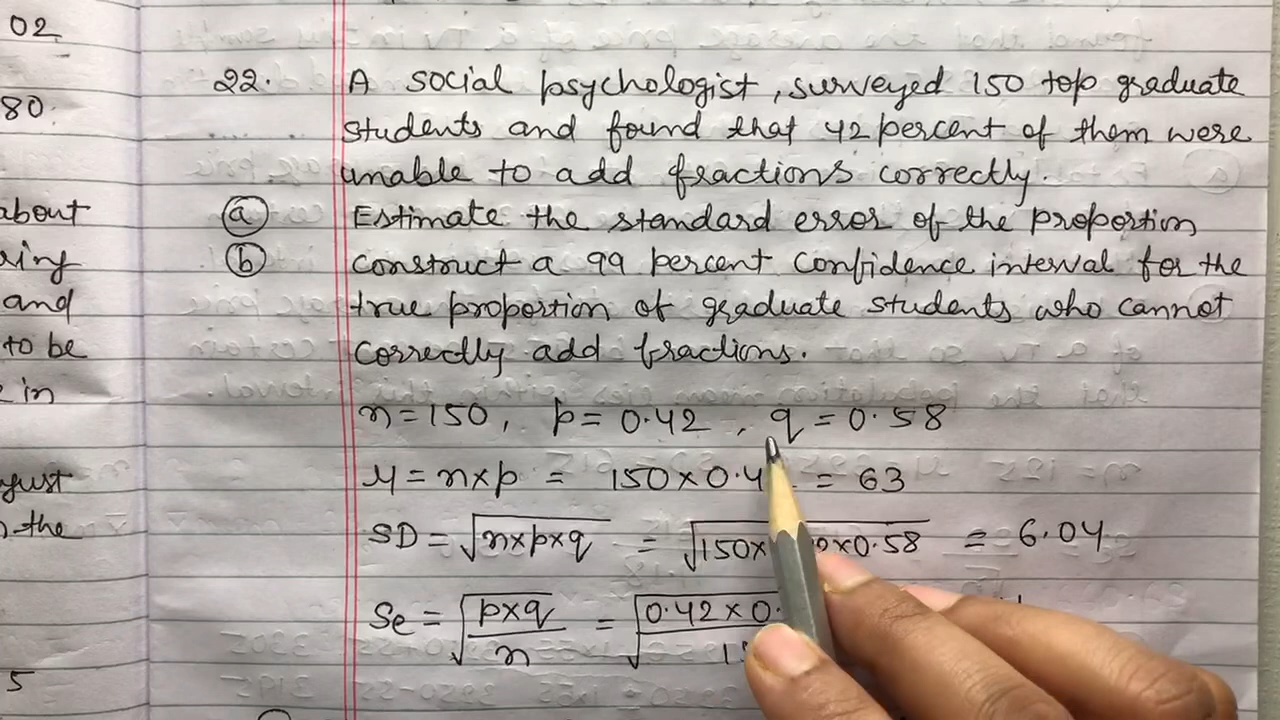 02
80.
about
ring
and
to be
in
gust
the
5
22. A social psychologist, surveyed 150 top graduate
students and found that 42 percent of them were
unable to add fractions correctly.
(a) Estimate the standard error of the proportion
(b) construct a 99 percent confidence interval for the
true proportion of graduate students who cannot
correctly add fractions.
n = 150, p = 0.42, q = 0.58
μ = n×p = 150×0.4 = 63
SD = √n×p×q = √150× ×0.58 = 6.04
Se = √p×q/n = √0.42×0.